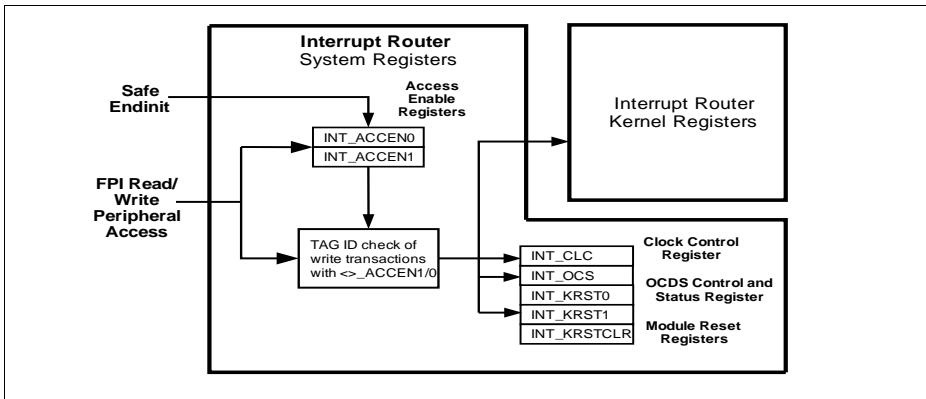 Interrupt Router
System Registers
Safe
Endinit
Access
Enable
Registers
INT_ACCEN0
INT_ACCEN1
FPI Read/
Write
Peripheral
Access
TAG ID check of
write transactions
with <>_ACCEN1/0
Interrupt Router
Kernel Registers
INT_CLC
INT_OCS
INT_KRST0
INT_KRST1
INT_KRSTCLR
Clock Control
Register
OCDS Control and
Status Register
Module Reset
Registers